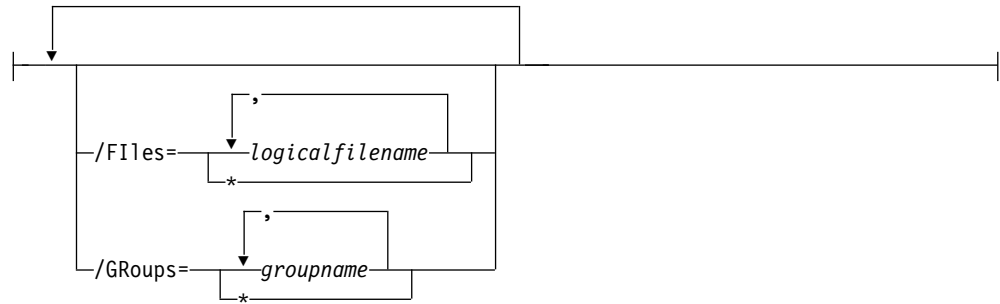 ,
/FIles= logicalfilename
*
,
/GRoups= groupname
*